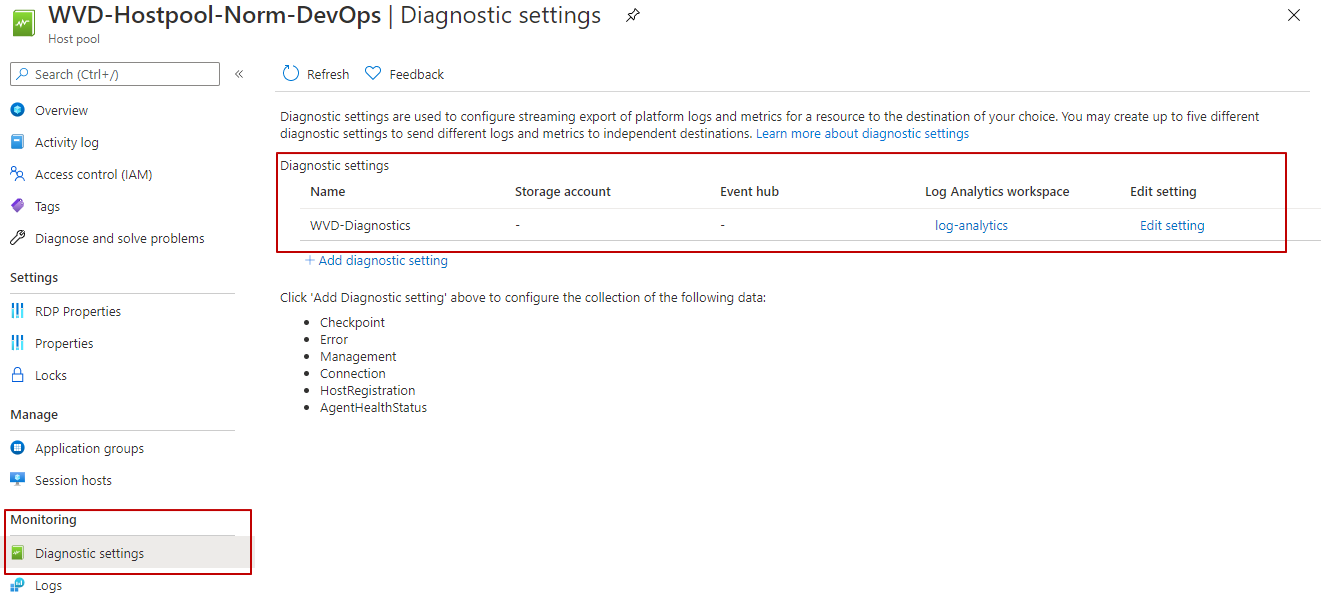 WVD-Hostpool-Norm-DevOps | Diagnostic settings
Host pool
Search (Ctrl+/)
«
Overview
Activity log
Access control (IAM)
Tags
Diagnose and solve problems
Settings
RDP Properties
Properties
Locks
Manage
Application groups
Session hosts
Monitoring
Diagnostic settings
Logs
Refresh Feedback
Diagnostic settings are used to configure streaming export of platform logs and metrics for a resource to the destination of your choice. You may create up to five different
diagnostic settings to send different logs and metrics to independent destinations. Learn more about diagnostic settings
Diagnostic settings
Name Storage account Event hub Log Analytics workspace Edit setting
WVD-Diagnostics - - log-analytics Edit setting
+ Add diagnostic setting
Click 'Add Diagnostic setting' above to configure the collection of the following data:
• Checkpoint
• Error
• Management
• Connection
• HostRegistration
• AgentHealthStatus